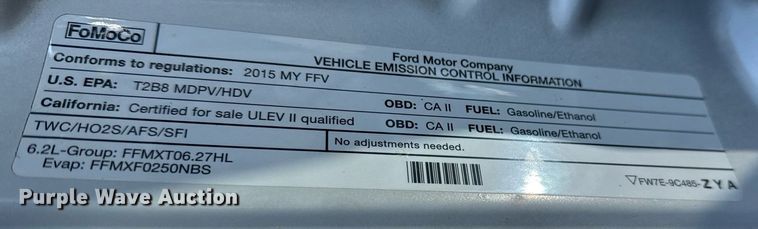 FoMoCo
Ford Motor Company
VEHICLE EMISSION CONTROL INFORMATION
Conforms to regulations: 2015 MY FFV
U.S. EPA: T2B8 MDPV/HDV OBD: CA II FUEL: Gasoline/Ethanol
California: Certified for sale ULEV II qualified OBD: CA II FUEL: Gasoline/Ethanol
TWC/HO2S/AFS/SFI
No adjustments needed.
6.2L-Group: FFMXT06.27HL
Evap: FFMXF0250NBS
▽FW7E-9C485-ZYA
Purple Wave Auction